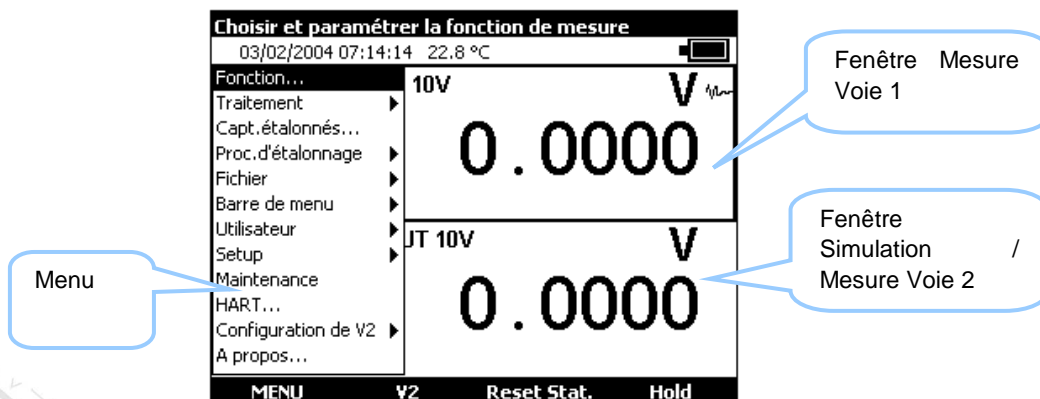 Choisir et paramétrer la fonction de mesure
03/02/2004 07:14:14 22.8 °C
Fonction...
Traitement
Capt.étalonnés...
Proc.d'étalonnage
Fichier
Barre de menu
Utilisateur
Setup
Maintenance
HART...
Configuration de V2
A propos...
10V
V
0.0000
UT 10V
V
0.0000
MENU V2 Reset Stat. Hold
Fenêtre Mesure
Voie 1
Fenêtre
Simulation /
Mesure Voie 2
Menu